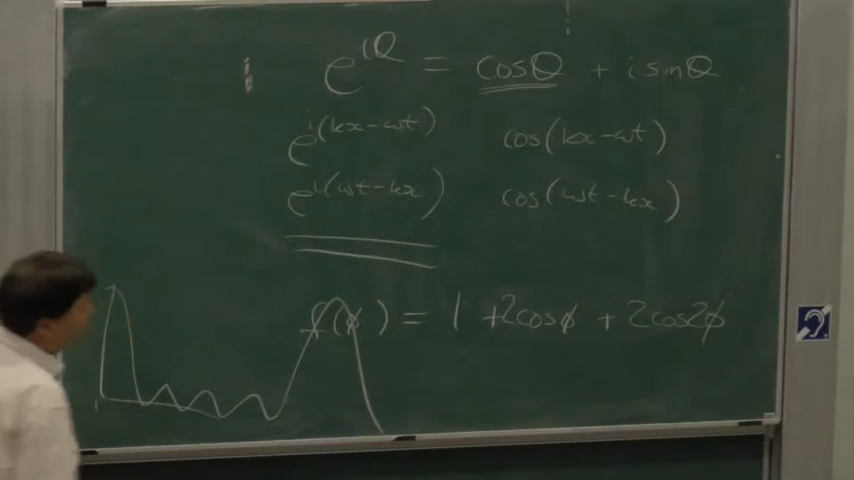 i e^{iθ} = cosθ + i sinθ
e^{i(kx-ωt)} cos(kx-ωt)
e^{i(ωt-kx)} cos(ωt-kx)
f(ϕ) = 1 + 2cosϕ + 2cos2ϕ